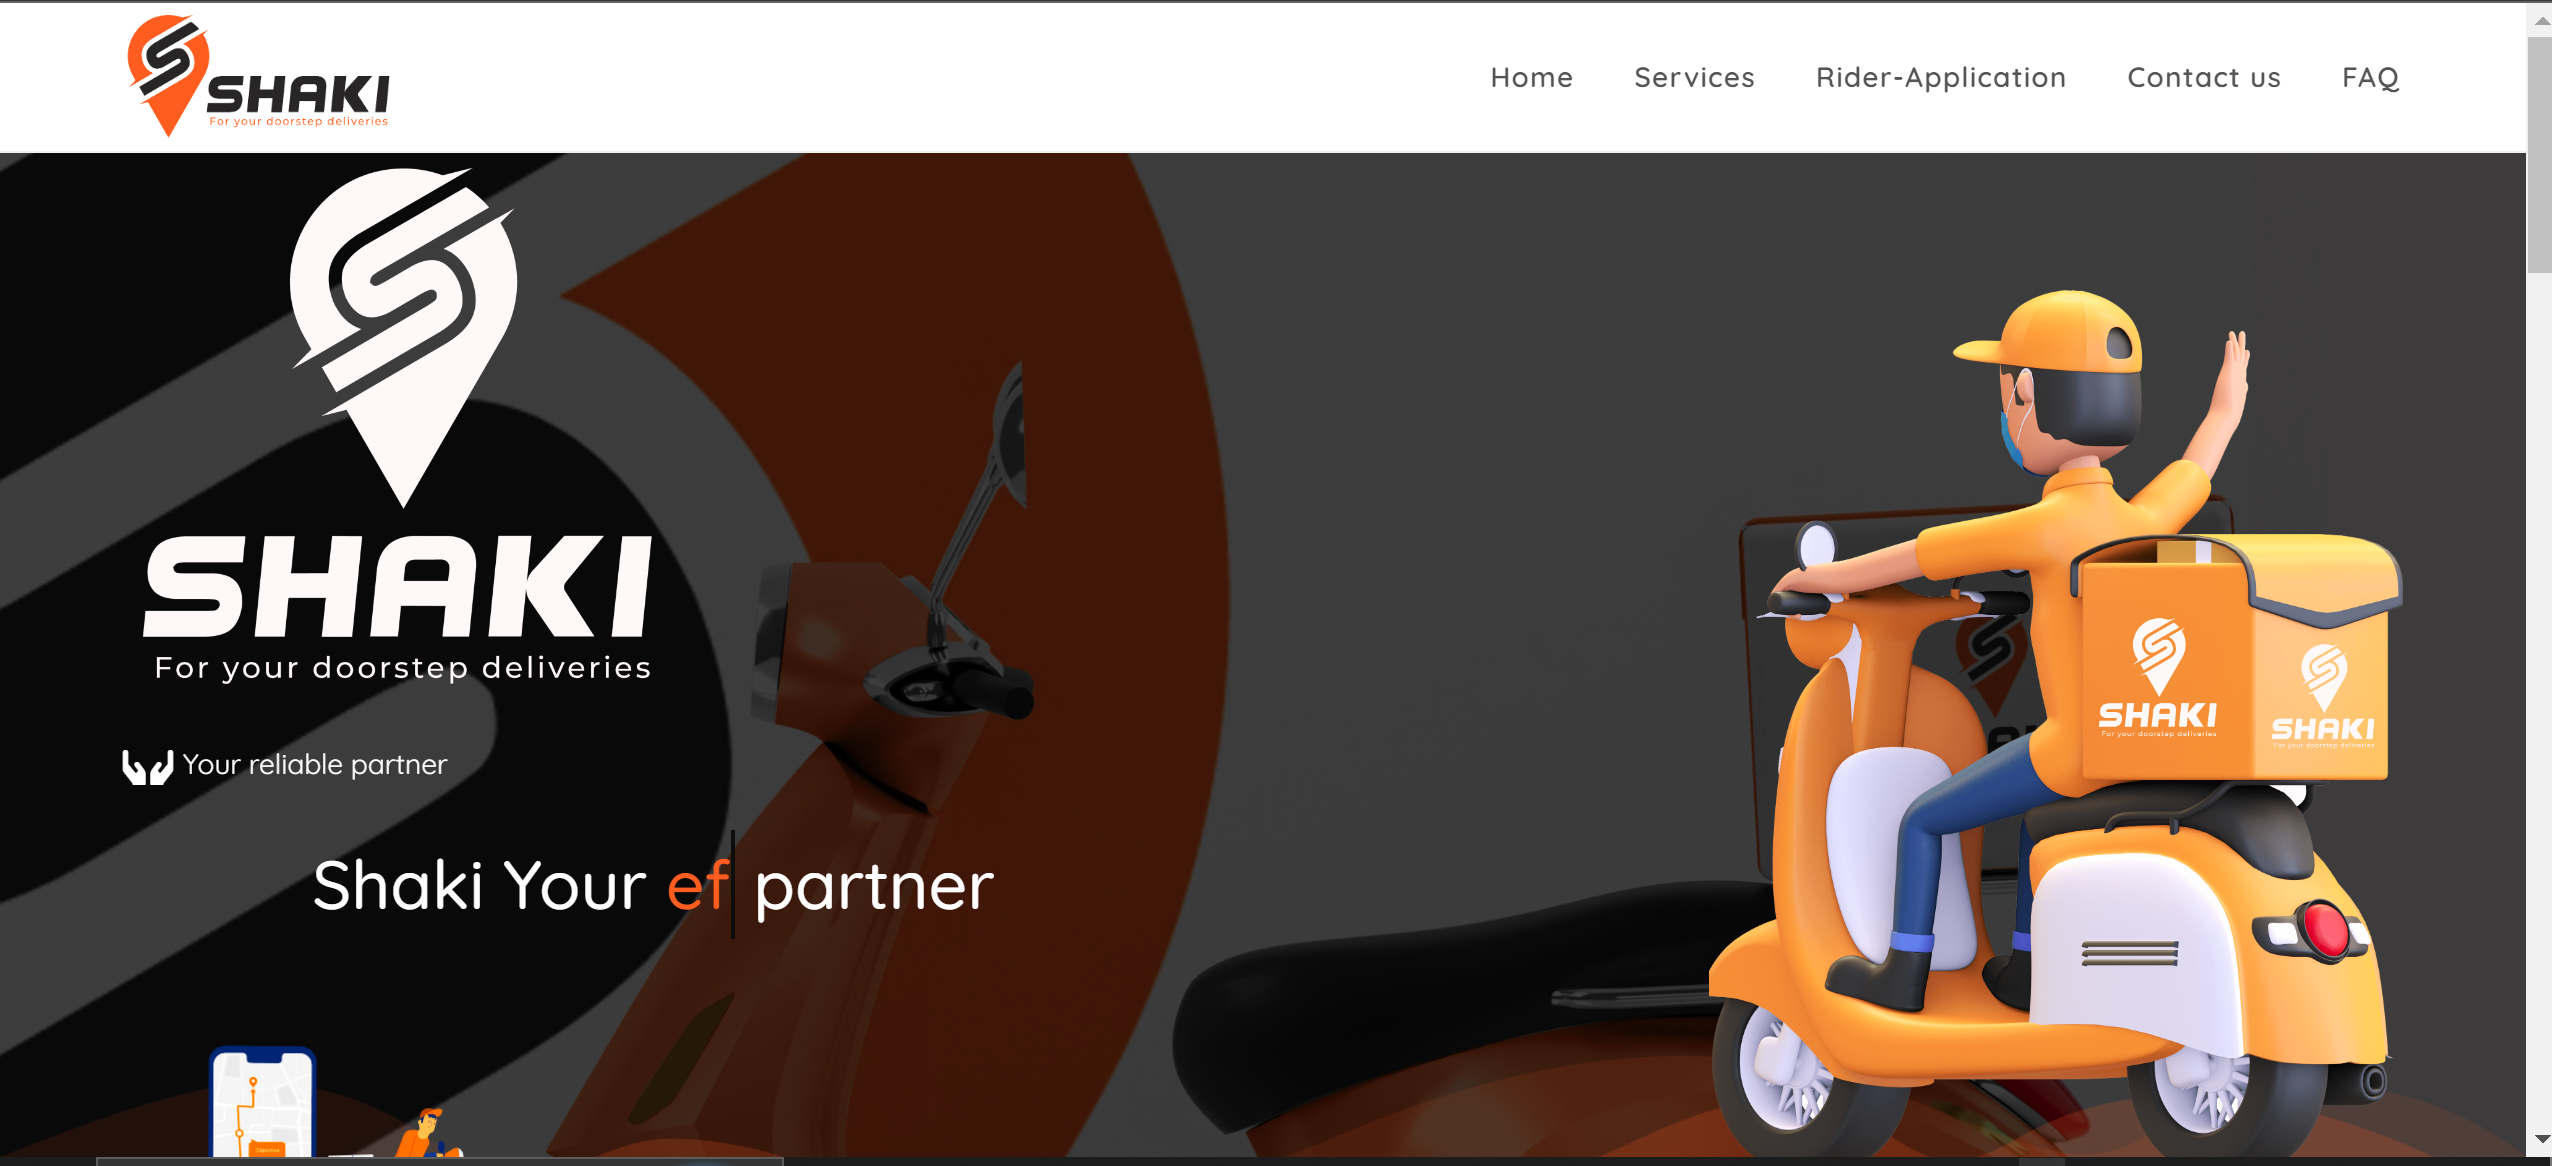 SHAKI
For your doorstep deliveries
Home Services Rider-Application Contact us FAQ
SHAKI
For your doorstep deliveries
Your reliable partner
Shaki Your ef partner
SHAKI
For your doorstep deliveries
SHAKI
For your doorstep deliveries